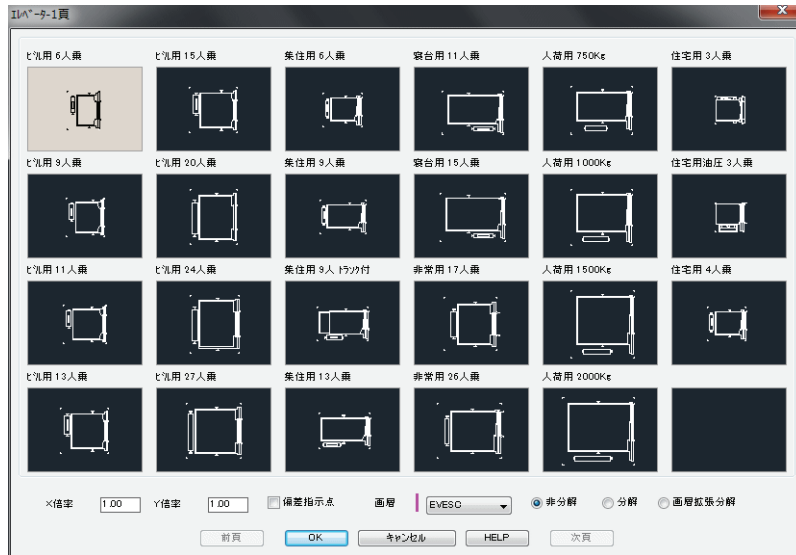 ｴﾚﾍﾞｰﾀｰ-1頁
ﾋﾞﾙ用 6人乗 ﾋﾞﾙ用 15人乗 集住用 6人乗 寝台用 11人乗 人荷用 750Kg 住宅用 3人乗
ﾋﾞﾙ用 9人乗 ﾋﾞﾙ用 20人乗 集住用 9人乗 寝台用 15人乗 人荷用 1000Kg 住宅用油圧 3人乗
ﾋﾞﾙ用 11人乗 ﾋﾞﾙ用 24人乗 集住用 9人 ﾄﾗﾝｸ付 非常用 17人乗 人荷用 1500Kg 住宅用 4人乗
ﾋﾞﾙ用 13人乗 ﾋﾞﾙ用 27人乗 集住用 13人乗 非常用 26人乗 人荷用 2000Kg
X倍率 1.00 Y倍率 1.00 偏差指示点 画層 EVESC 非分解 分解 画層拡張分解
前頁 OK キャンセル HELP 次頁